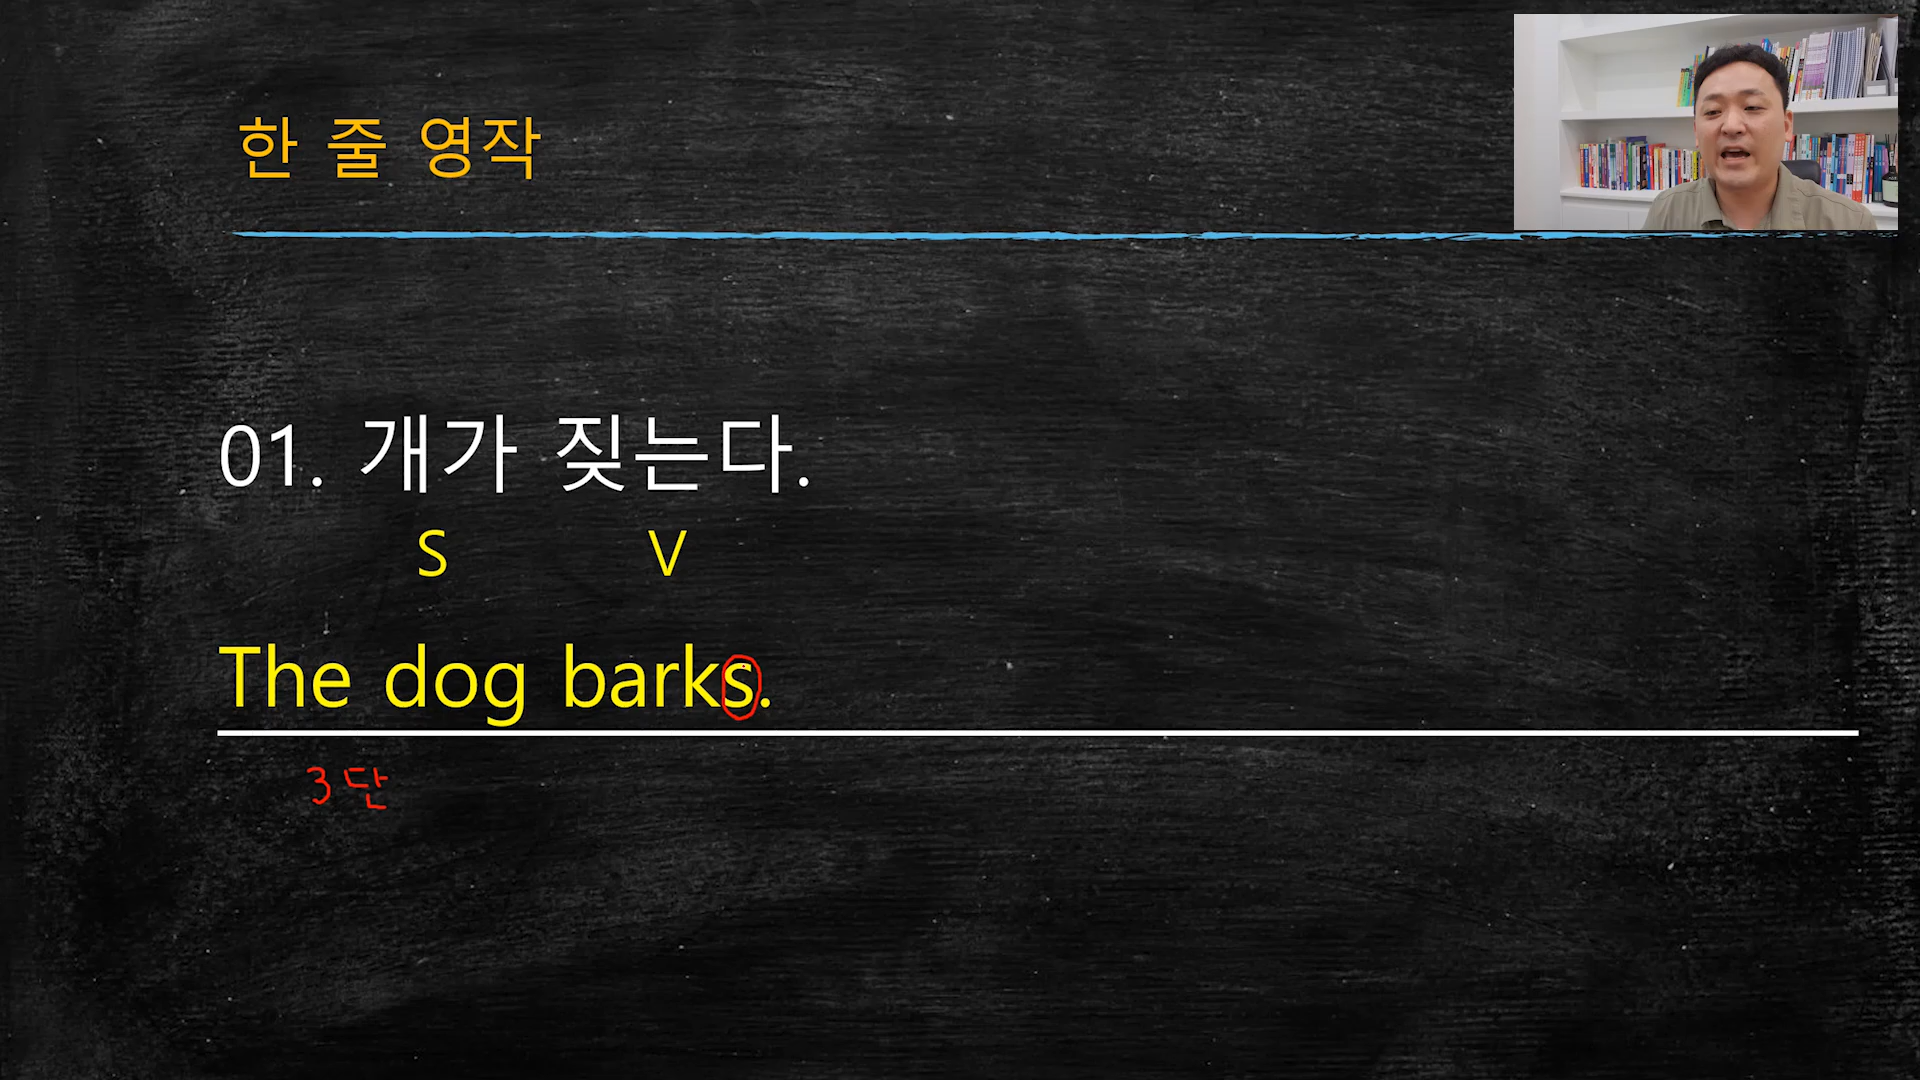 한 줄 영작
01. 개가 짖는다.
S V
The dog barks.
3단